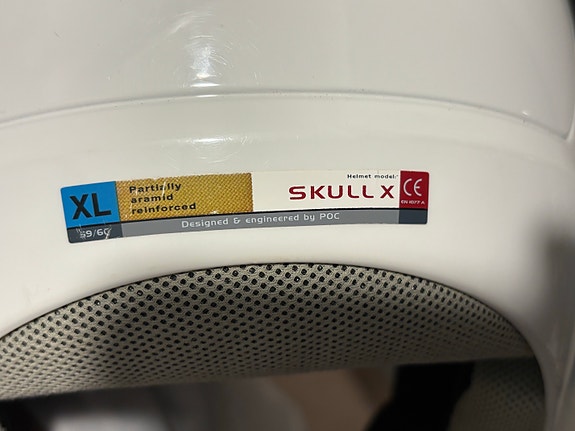 XL
59/60
Partially
aramid
reinforced
Helmet model:
SKULL X
CE
EN 1077 A
Designed & engineered by POC